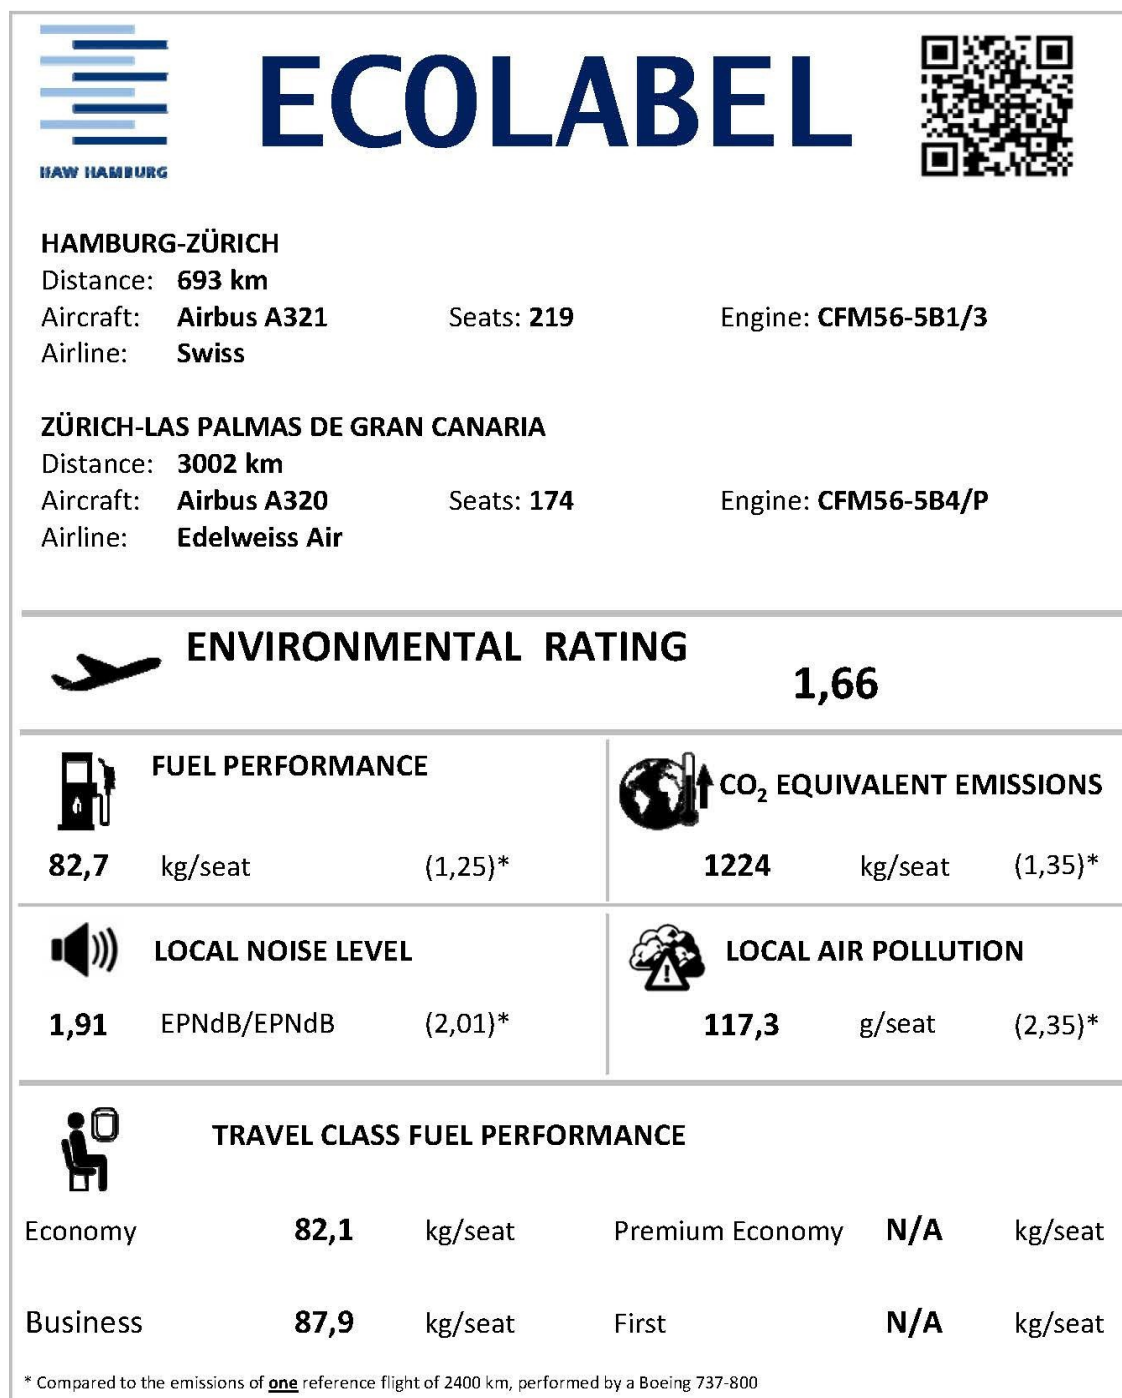 HAW HAMBURG
ECOLABEL
HAMBURG-ZÜRICH
Distance: 693 km
Aircraft: Airbus A321 Seats: 219 Engine: CFM56-5B1/3
Airline: Swiss
ZÜRICH-LAS PALMAS DE GRAN CANARIA
Distance: 3002 km
Aircraft: Airbus A320 Seats: 174 Engine: CFM56-5B4/P
Airline: Edelweiss Air
ENVIRONMENTAL RATING
1,66
FUEL PERFORMANCE
82,7 kg/seat (1,25)*
CO₂ EQUIVALENT EMISSIONS
1224 kg/seat (1,35)*
LOCAL NOISE LEVEL
1,91 EPNdB/EPNdB (2,01)*
LOCAL AIR POLLUTION
117,3 g/seat (2,35)*
TRAVEL CLASS FUEL PERFORMANCE
Economy 82,1 kg/seat Premium Economy N/A kg/seat
Business 87,9 kg/seat First N/A kg/seat
* Compared to the emissions of one reference flight of 2400 km, performed by a Boeing 737-800